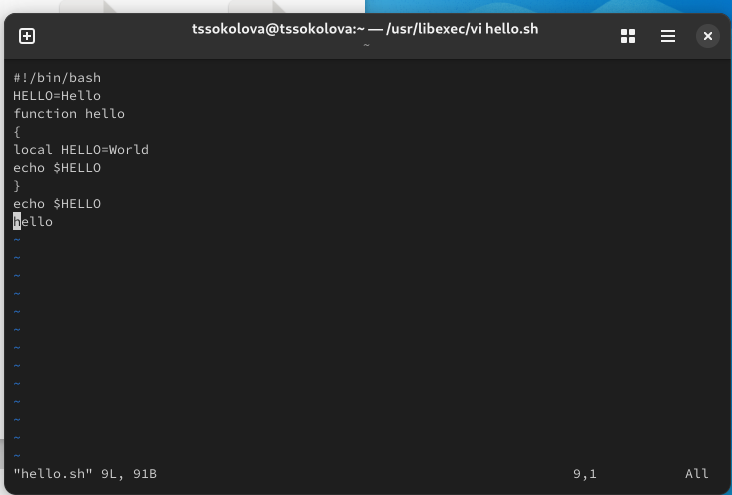 tssokolova@tssokolova:~ — /usr/libexec/vi hello.sh
~
#!/bin/bash
HELLO=Hello
function hello
{
local HELLO=World
echo $HELLO
}
echo $HELLO
hello
~
~
~
~
~
~
~
~
~
~
~
~
~
"hello.sh" 9L, 91B 9,1 All